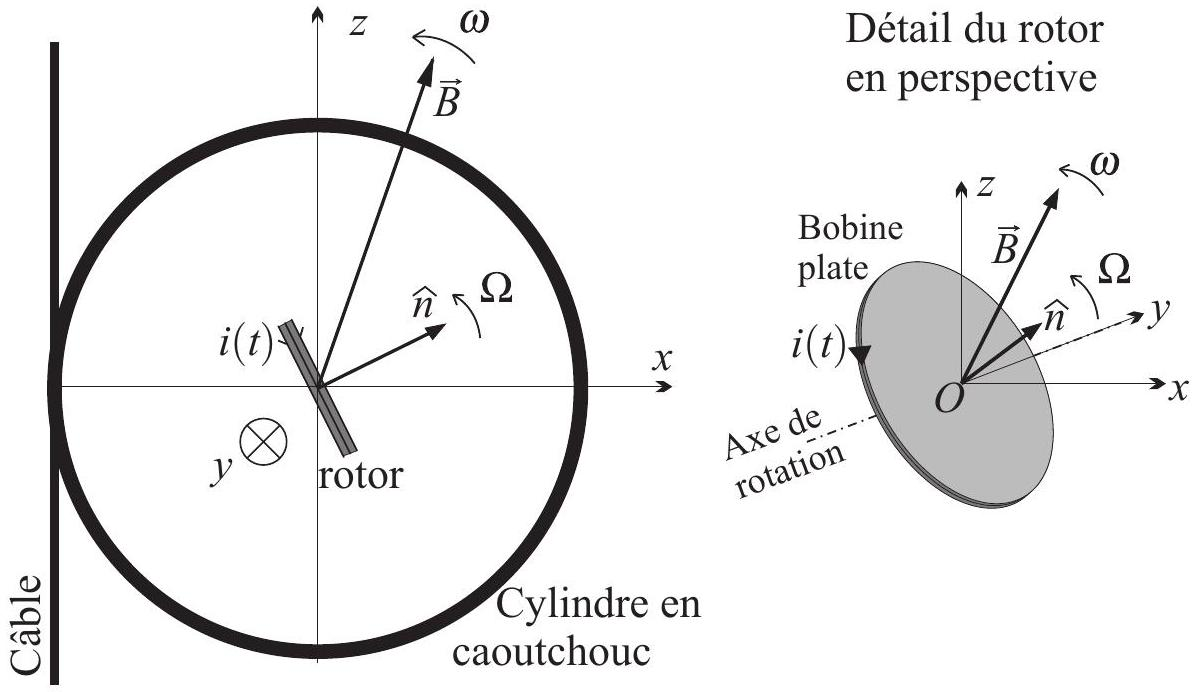 z
ω
B⃗
n̂
Ω
i(t)
x
y
rotor
Câble
Cylindre en
caoutchouc
Détail du rotor
en perspective
ω
z
Bobine
plate
B⃗
Ω
n̂
y
i(t)
O
x
Axe de
rotation